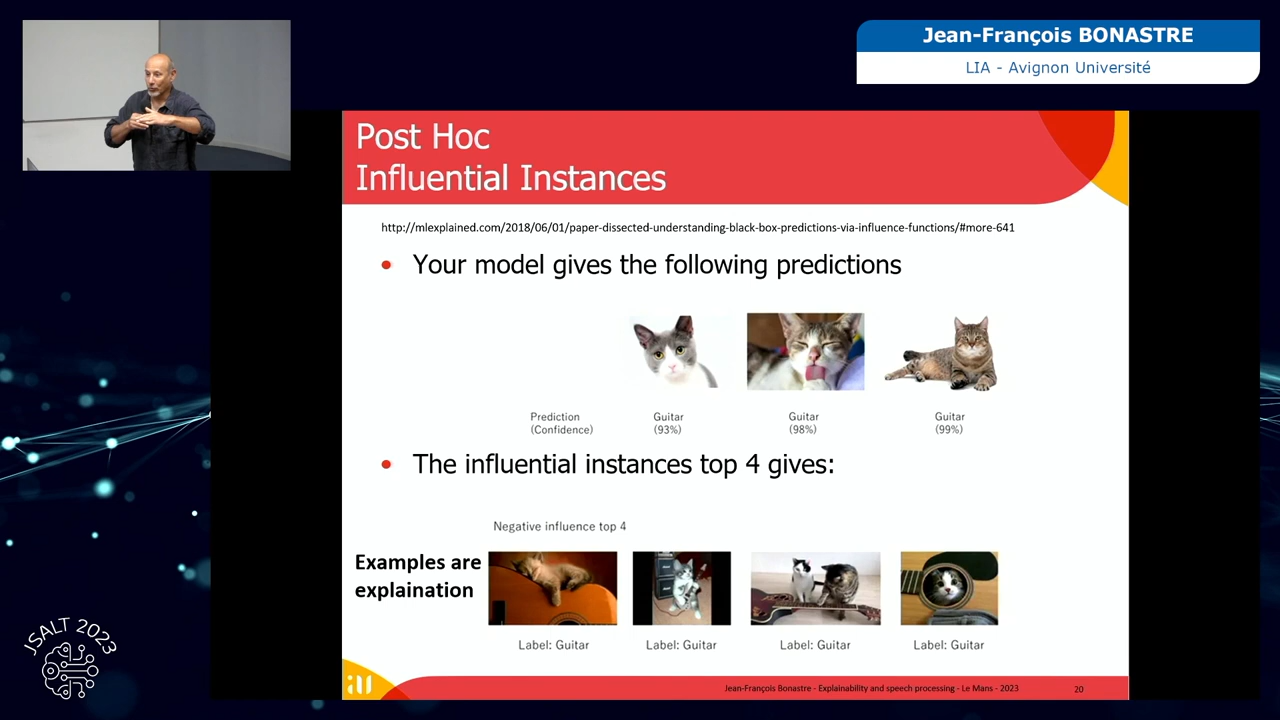 Jean-François BONASTRE
LIA - Avignon Université
Post Hoc
Influential Instances
http://mlexplained.com/2018/06/01/paper-dissected-understanding-black-box-predictions-via-influence-functions/#more-641
• Your model gives the following predictions
Prediction
(Confidence)
Guitar
(93%)
Guitar
(98%)
Guitar
(99%)
• The influential instances top 4 gives:
Negative influence top 4
Examples are
explaination
Label: Guitar
Label: Guitar
Label: Guitar
Label: Guitar
JSALT 2023
au
Jean-François Bonastre - Explainability and speech processing - Le Mans - 2023
20